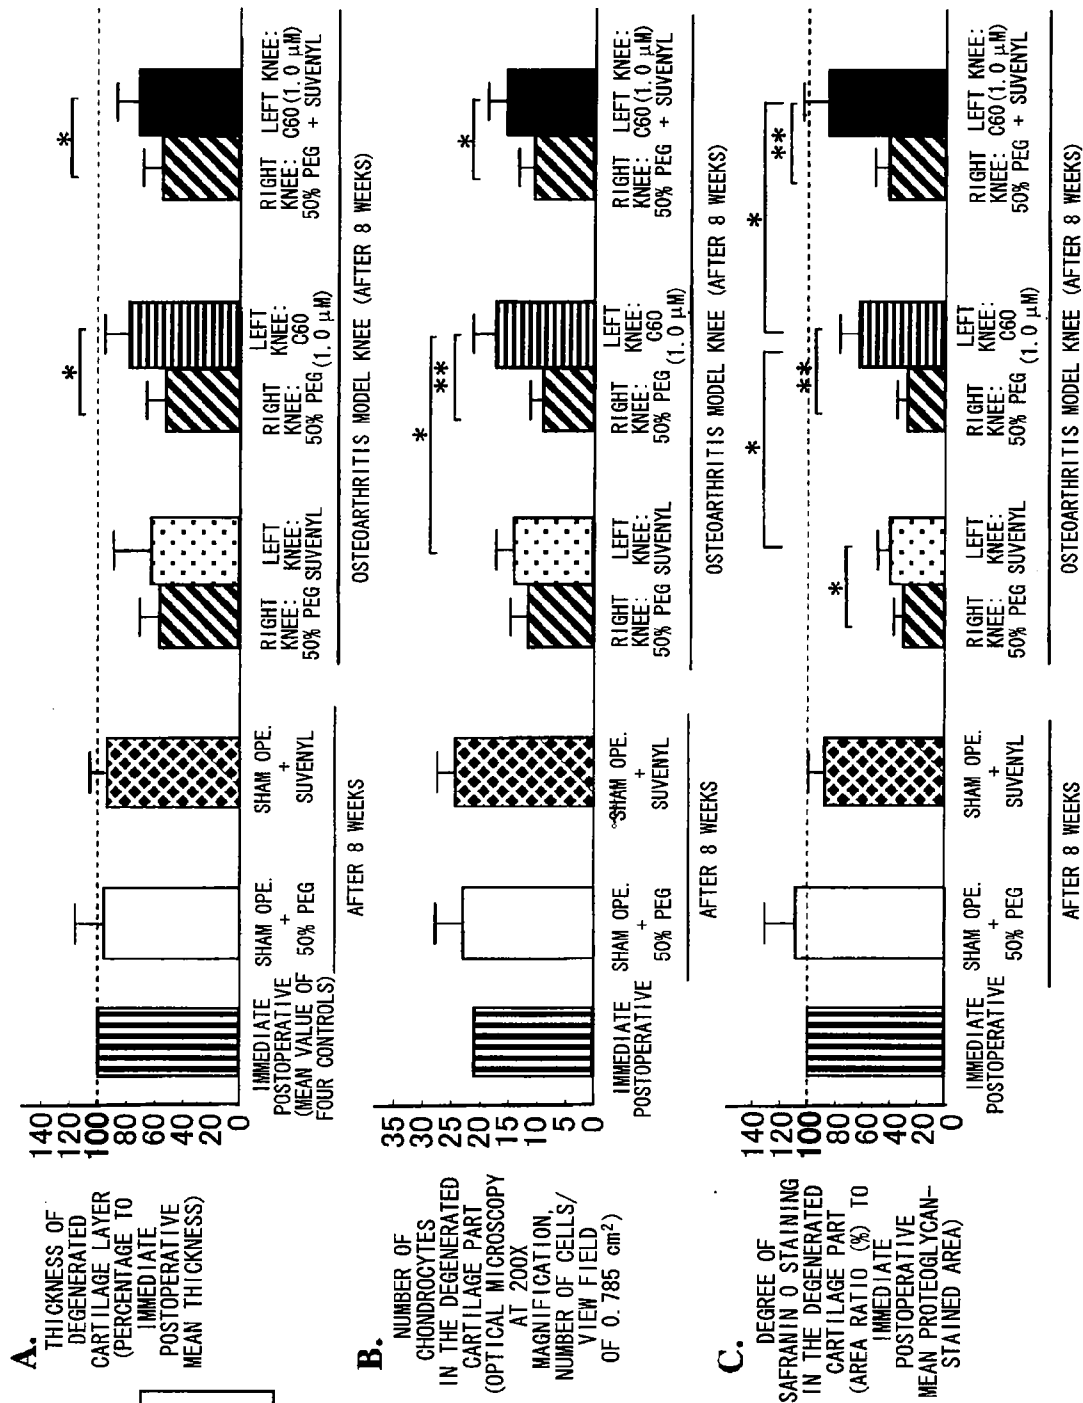 A.
THICKNESS OF
DEGENERATED
CARTILAGE LAYER
(PERCENTAGE TO
IMMEDIATE
POSTOPERATIVE
MEAN THICKNESS)
140
120
100
80
60
40
20
0
IMMEDIATE
POSTOPERATIVE
(MEAN VALUE OF
FOUR CONTROLS)
SHAM OPE.
+
50% PEG
SHAM OPE.
+
SUVENYL
AFTER 8 WEEKS
RIGHT
KNEE:
50% PEG
LEFT
KNEE:
SUVENYL
RIGHT
KNEE:
50% PEG
LEFT
KNEE:
C60
(1.0 μM)
RIGHT
KNEE:
50% PEG
LEFT KNEE:
C60(1.0 μM)
+ SUVENYL
OSTEOARTHRITIS MODEL KNEE (AFTER 8 WEEKS)
*
*
B.
NUMBER OF
CHONDROCYTES
IN THE DEGENERATED
CARTILAGE PART
(OPTICAL MICROSCOPY
AT 200X
MAGNIFICATION,
NUMBER OF CELLS/
VIEW FIELD
OF 0.785 cm²)
35
30
25
20
15
10
5
0
IMMEDIATE
POSTOPERATIVE
SHAM OPE.
+
50% PEG
SHAM OPE.
+
SUVENYL
AFTER 8 WEEKS
RIGHT
KNEE:
50% PEG
LEFT
KNEE:
SUVENYL
RIGHT
KNEE:
50% PEG
LEFT
KNEE:
C60
(1.0 μM)
RIGHT
KNEE:
50% PEG
LEFT KNEE:
C60(1.0 μM)
+ SUVENYL
OSTEOARTHRITIS MODEL KNEE (AFTER 8 WEEKS)
*
**
*
C.
DEGREE OF
SAFRANIN O STAINING
IN THE DEGENERATED
CARTILAGE PART
(AREA RATIO (%) TO
IMMEDIATE
POSTOPERATIVE
MEAN PROTEOGLYCAN-
STAINED AREA)
140
120
100
80
60
40
20
0
IMMEDIATE
POSTOPERATIVE
SHAM OPE.
+
50% PEG
SHAM OPE.
+
SUVENYL
AFTER 8 WEEKS
RIGHT
KNEE:
50% PEG
LEFT
KNEE:
SUVENYL
RIGHT
KNEE:
50% PEG
LEFT
KNEE:
C60
(1.0 μM)
RIGHT
KNEE:
50% PEG
LEFT KNEE:
C60(1.0 μM)
+ SUVENYL
OSTEOARTHRITIS MODEL KNEE (AFTER 8 WEEKS)
*
*
**
*
**